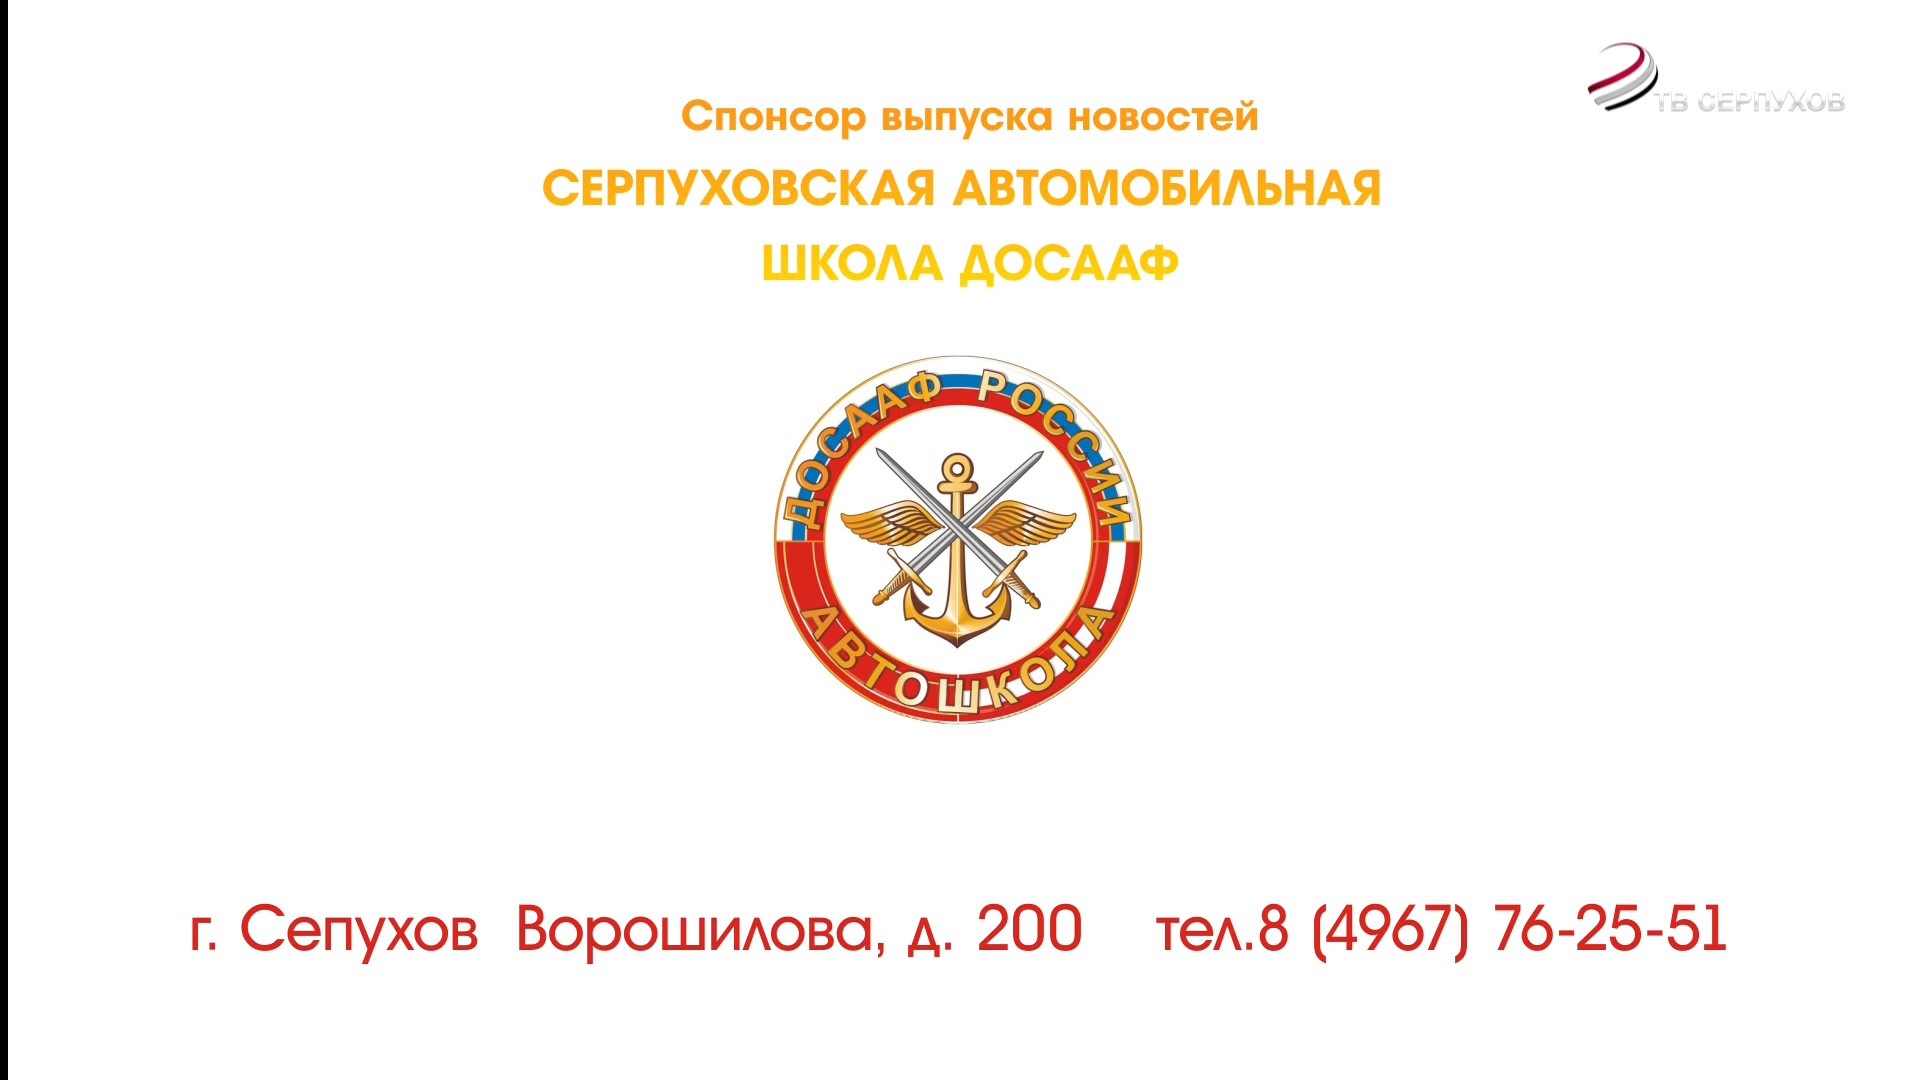 ТВ СЕРПУХОВ
Спонсор выпуска новостей
СЕРПУХОВСКАЯ АВТОМОБИЛЬНАЯ
ШКОЛА ДОСААФ
ДОСААФ РОССИИ
АВТОШКОЛА
г. Сепухов Ворошилова, д. 200 тел.8 (4967) 76-25-51